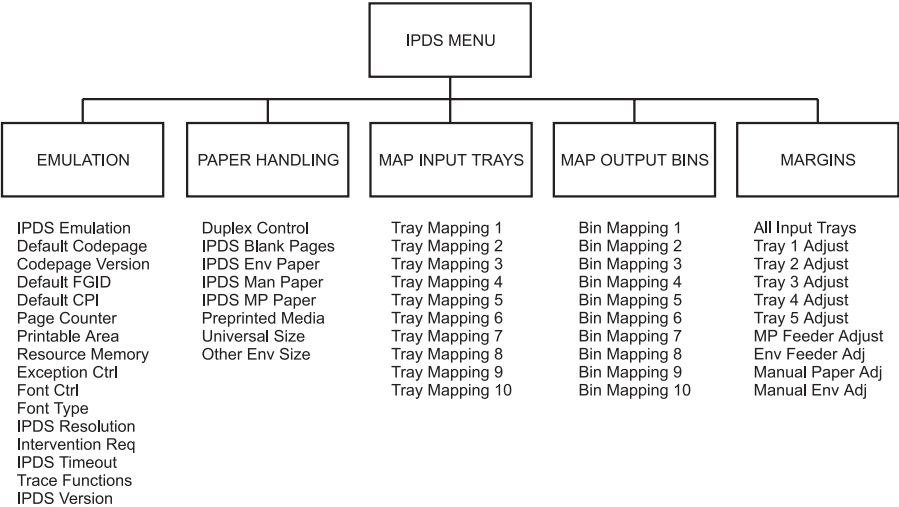 IPDS MENU
EMULATION
PAPER HANDLING
MAP INPUT TRAYS
MAP OUTPUT BINS
MARGINS
IPDS Emulation
Default Codepage
Codepage Version
Default FGID
Default CPI
Page Counter
Printable Area
Resource Memory
Exception Ctrl
Font Ctrl
Font Type
IPDS Resolution
Intervention Req
IPDS Timeout
Trace Functions
IPDS Version
Duplex Control
IPDS Blank Pages
IPDS Env Paper
IPDS Man Paper
IPDS MP Paper
Preprinted Media
Universal Size
Other Env Size
Tray Mapping 1
Tray Mapping 2
Tray Mapping 3
Tray Mapping 4
Tray Mapping 5
Tray Mapping 6
Tray Mapping 7
Tray Mapping 8
Tray Mapping 9
Tray Mapping 10
Bin Mapping 1
Bin Mapping 2
Bin Mapping 3
Bin Mapping 4
Bin Mapping 5
Bin Mapping 6
Bin Mapping 7
Bin Mapping 8
Bin Mapping 9
Bin Mapping 10
All Input Trays
Tray 1 Adjust
Tray 2 Adjust
Tray 3 Adjust
Tray 4 Adjust
Tray 5 Adjust
MP Feeder Adjust
Env Feeder Adj
Manual Paper Adj
Manual Env Adj